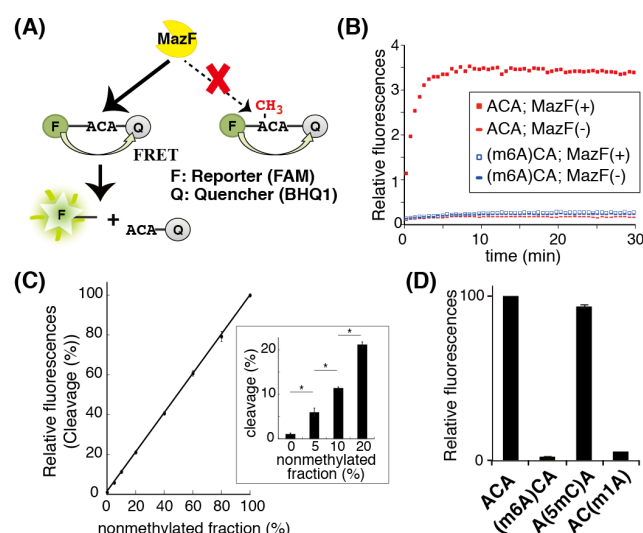 (A)
MazF
CH3
F
ACA
Q
F
ACA
Q
FRET
F: Reporter (FAM)
Q: Quencher (BHQ1)
F
+
ACA
Q
(B)
Relative fluorescences
4
3
2
1
0
0
10
20
30
time (min)
ACA; MazF(+)
ACA; MazF(-)
(m6A)CA; MazF(+)
(m6A)CA; MazF(-)
(C)
Relative fluorescences
(Cleavage (%))
100
80
60
40
20
0
0 20 40 60 80 100
nonmethylated fraction (%)
cleavage (%)
20
10
0
* * *
0 5 10 20
nonmethylated
fraction (%)
(D)
Relative fluorescences
100
0
ACA
(m6A)CA
A(5mC)A
AC(m1A)